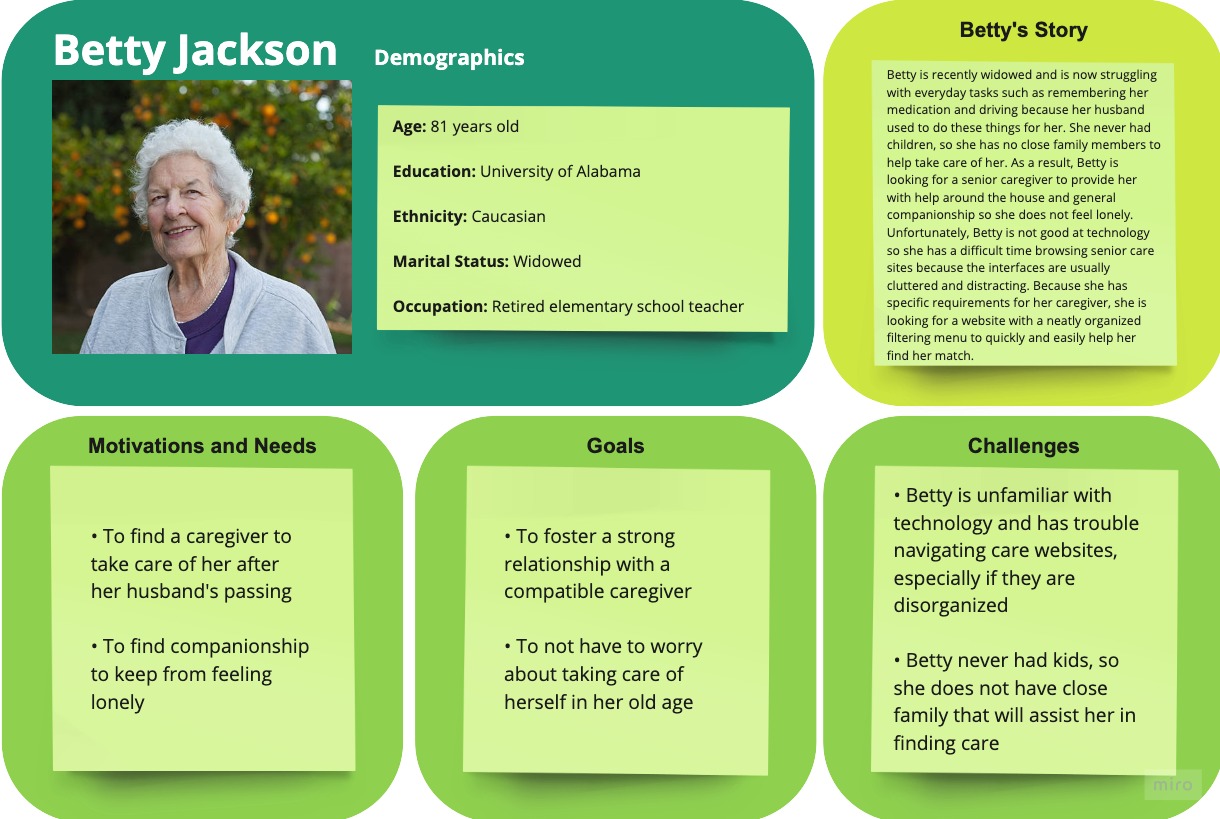 Betty Jackson
Demographics
Age: 81 years old
Education: University of Alabama
Ethnicity: Caucasian
Marital Status: Widowed
Occupation: Retired elementary school teacher
Betty's Story
Betty is recently widowed and is now struggling
with everyday tasks such as remembering her
medication and driving because her husband
used to do these things for her. She never had
children, so she has no close family members to
help take care of her. As a result, Betty is
looking for a senior caregiver to provide her
with help around the house and general
companionship so she does not feel lonely.
Unfortunately, Betty is not good at technology
so she has a difficult time browsing senior care
sites because the interfaces are usually
cluttered and distracting. Because she has
specific requirements for her caregiver, she is
looking for a website with a neatly organized
filtering menu to quickly and easily help her
find her match.
Motivations and Needs
• To find a caregiver to
take care of her after
her husband's passing
• To find companionship
to keep from feeling
lonely
Goals
• To foster a strong
relationship with a
compatible caregiver
• To not have to worry
about taking care of
herself in her old age
Challenges
• Betty is unfamiliar with
technology and has trouble
navigating care websites,
especially if they are
disorganized
• Betty never had kids, so
she does not have close
family that will assist her in
finding care
miro